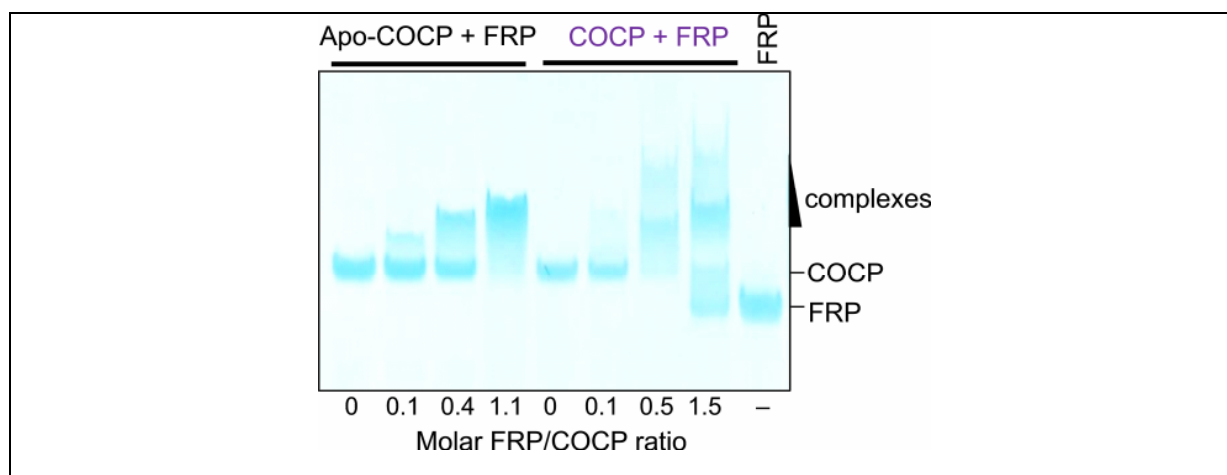 Apo-COCP + FRP COCP + FRP FRP
complexes
COCP
FRP
0 0.1 0.4 1.1 0 0.1 0.5 1.5 –
Molar FRP/COCP ratio